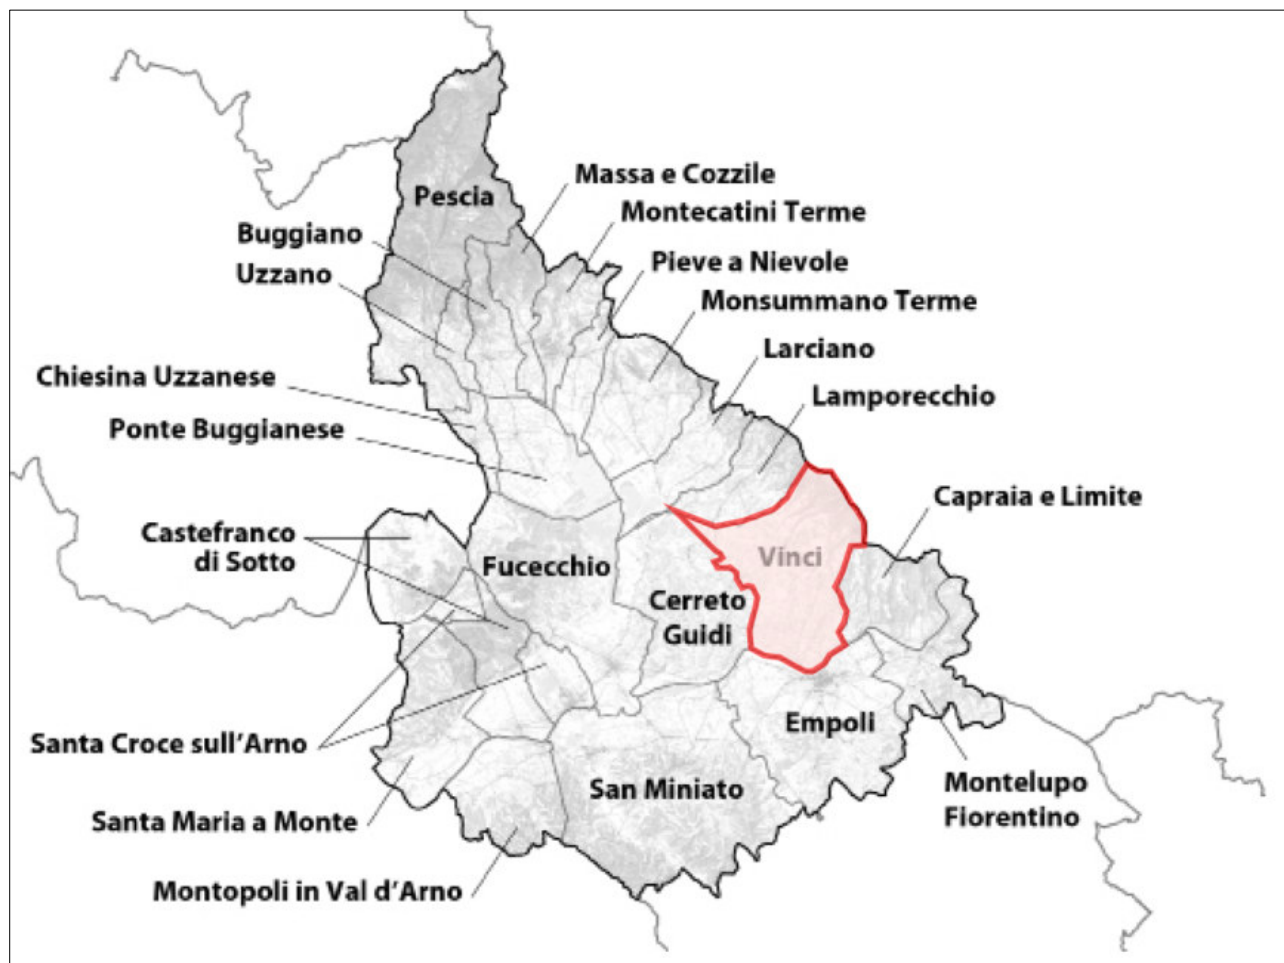 Massa e Cozzile
Pescia
Montecatini Terme
Buggiano
Pieve a Nievole
Uzzano
Monsummano Terme
Larciano
Chiesina Uzzanese
Lamporecchio
Ponte Buggianese
Capraia e Limite
Castefranco
di Sotto
Vinci
Fucecchio
Cerreto
Guidi
Empoli
Santa Croce sull'Arno
San Miniato
Montelupo
Fiorentino
Santa Maria a Monte
Montopoli in Val d'Arno